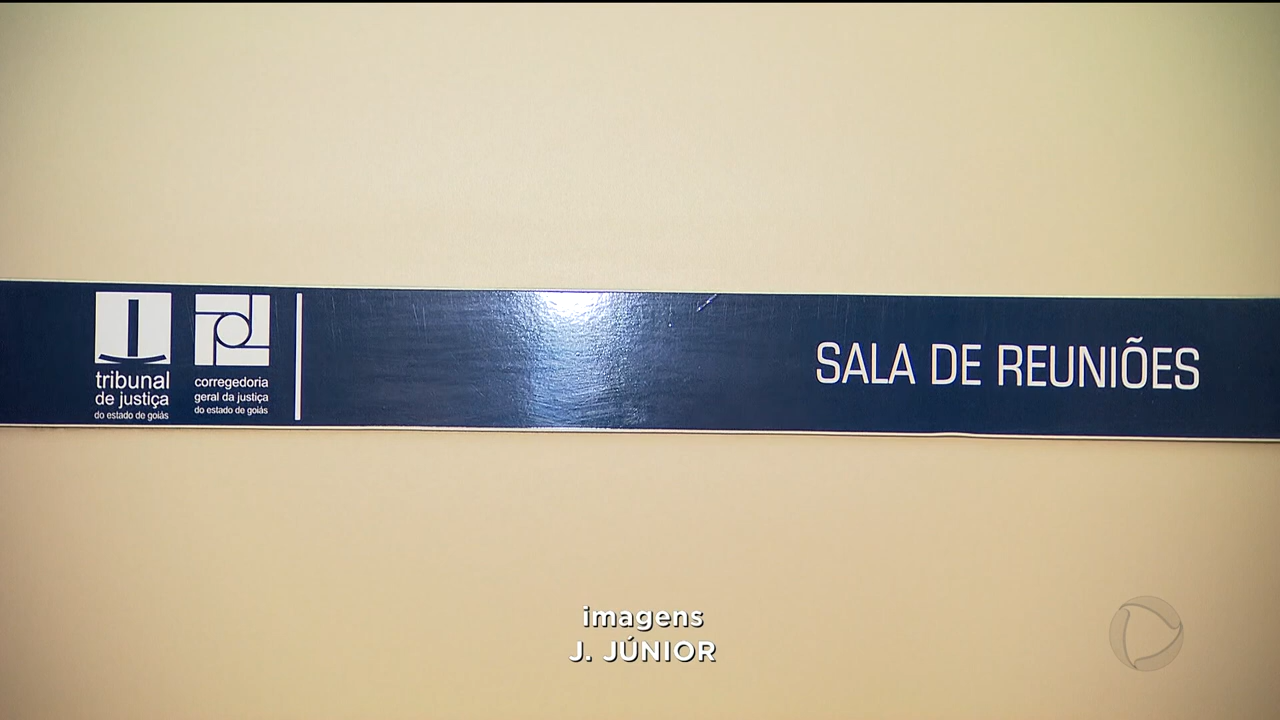 tribunal
de justiça
do estado de goiás
corregedoria
geral da justiça
do estado de goiás
SALA DE REUNIÕES
imagens
J. JÚNIOR